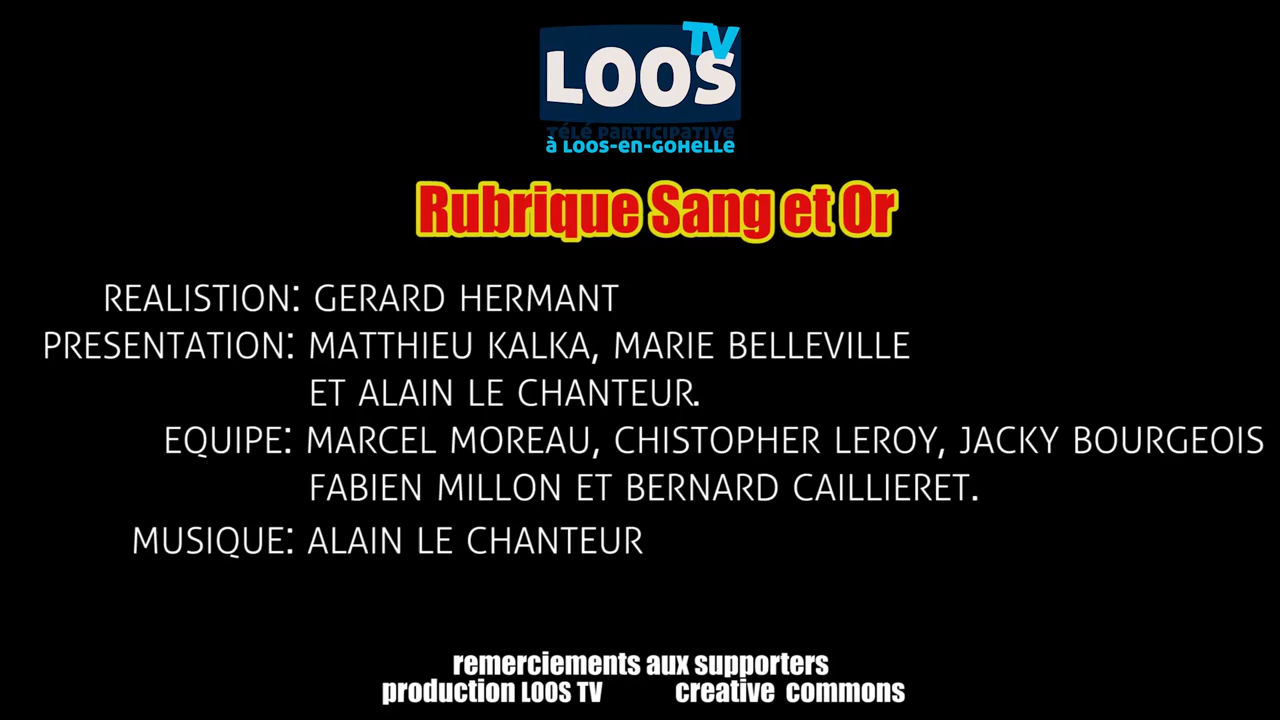 LOOS TV
TÉLÉ PARTICIPATIVE
à LOOS-en-GOHELLE
Rubrique Sang et Or
REALISTION: GERARD HERMANT
PRESENTATION: MATTHIEU KALKA, MARIE BELLEVILLE
ET ALAIN LE CHANTEUR.
EQUIPE: MARCEL MOREAU, CHISTOPHER LEROY, JACKY BOURGEOIS
FABIEN MILLON ET BERNARD CAILLIERET.
MUSIQUE: ALAIN LE CHANTEUR
remerciements aux supporters
production LOOS TV creative commons